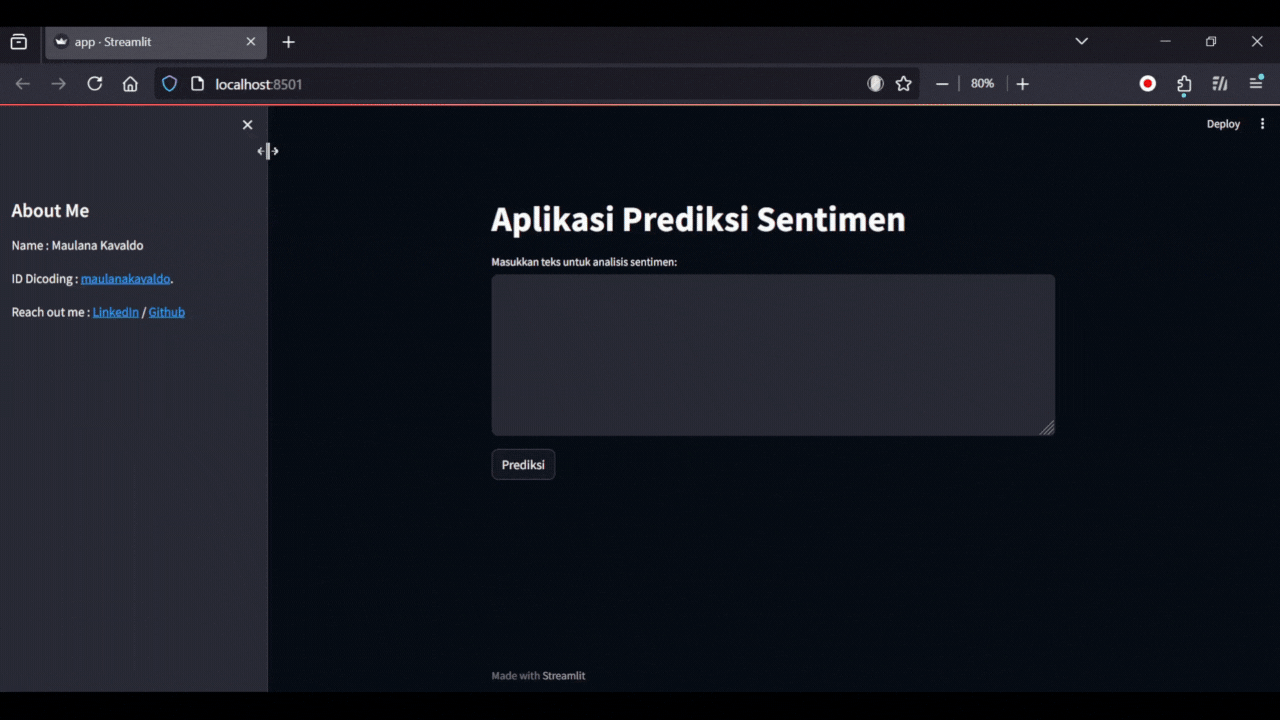 app - Streamlit
localhost:8501
80%
Deploy
About Me
Name : Maulana Kavaldo
ID Dicoding : maulanakavaldo.
Reach out me : LinkedIn / Github
Aplikasi Prediksi Sentimen
Masukkan teks untuk analisis sentimen:
Prediksi
Made with Streamlit